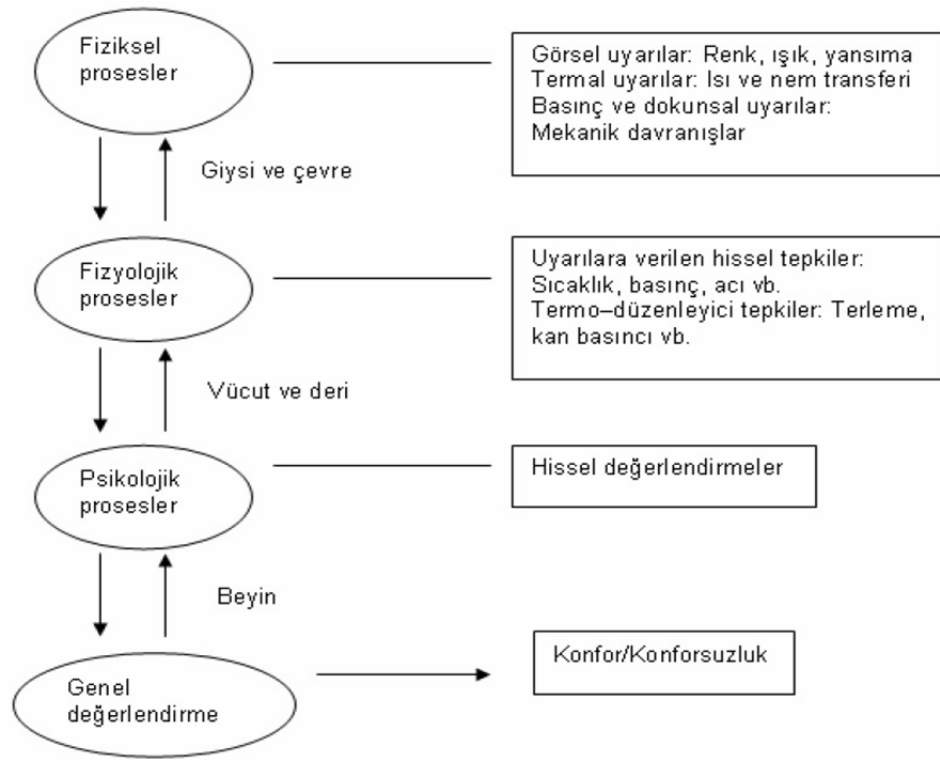 Fiziksel
prosesler
Görsel uyarılar: Renk, ışık, yansıma
Termal uyarılar: Isı ve nem transferi
Basınç ve dokunsal uyarılar:
Mekanik davranışlar
Giysi ve çevre
Fizyolojik
prosesler
Uyarılara verilen hissel tepkiler:
Sıcaklık, basınç, acı vb.
Termo–düzenleyici tepkiler: Terleme,
kan basıncı vb.
Vücut ve deri
Psikolojik
prosesler
Hissel değerlendirmeler
Beyin
Genel
değerlendirme
Konfor/Konforsuzluk